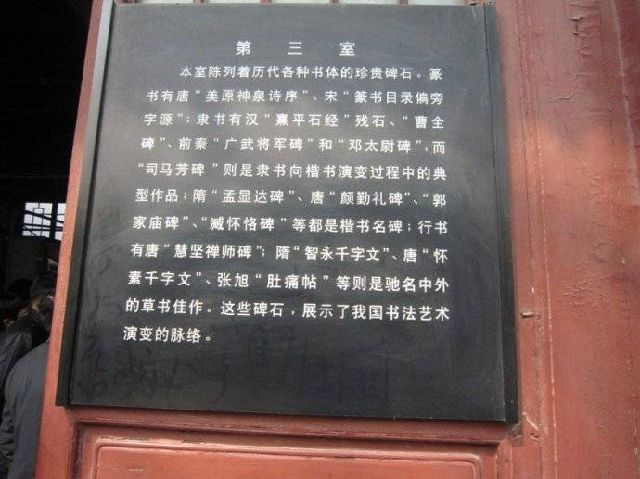 第三室
本室陈列着历代各种书体的珍贵碑石。篆
书有唐“美原神泉诗序”、宋“篆书目录偏旁
字源”；隶书有汉“熹平石经”残石、“曹全
碑”、前秦“广武将军碑”和“邓太尉碑”，而
“司马芳碑”则是隶书向楷书演变过程中的典
型作品；隋“孟显达碑”、唐“颜勤礼碑”、“郭
家庙碑”、“臧怀恪碑”等都是楷书名碑；行书
有唐“慧坚禅师碑”；隋“智永千字文”、唐“怀
素千字文”、张旭“肚痛帖”等则是驰名中外
的草书佳作。这些碑石，展示了我国书法艺术
演变的脉络。